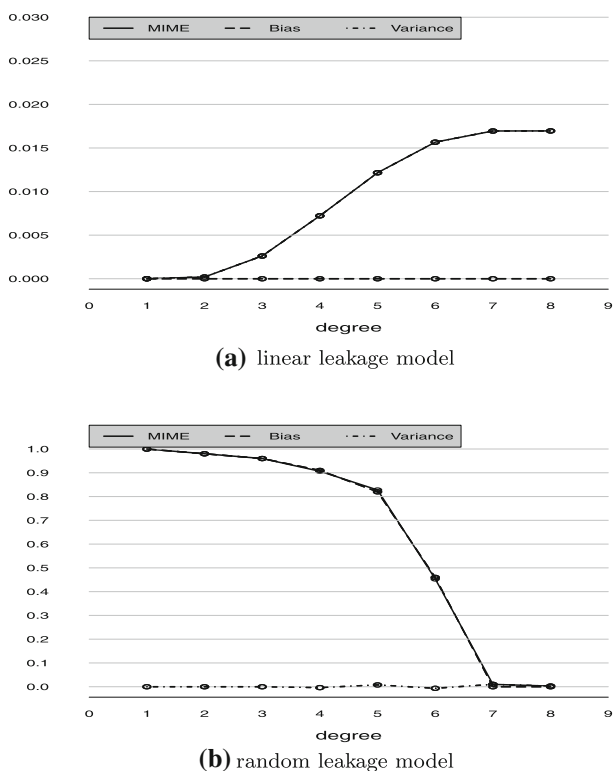 MIME Bias Variance
0.030
0.025
0.020
0.015
0.010
0.005
0.000
0 1 2 3 4 5 6 7 8 9
degree
(a) linear leakage model
MIME Bias Variance
1.0
0.9
0.8
0.7
0.6
0.5
0.4
0.3
0.2
0.1
0.0
0 1 2 3 4 5 6 7 8 9
degree
(b) random leakage model